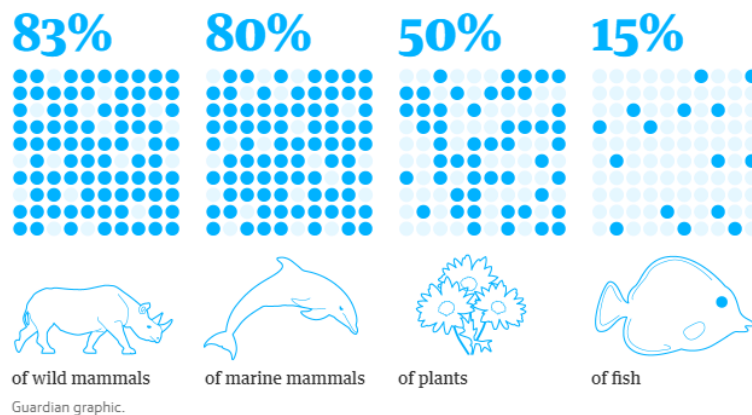 83% 80% 50% 15%
of wild mammals of marine mammals of plants of fish
Guardian graphic.